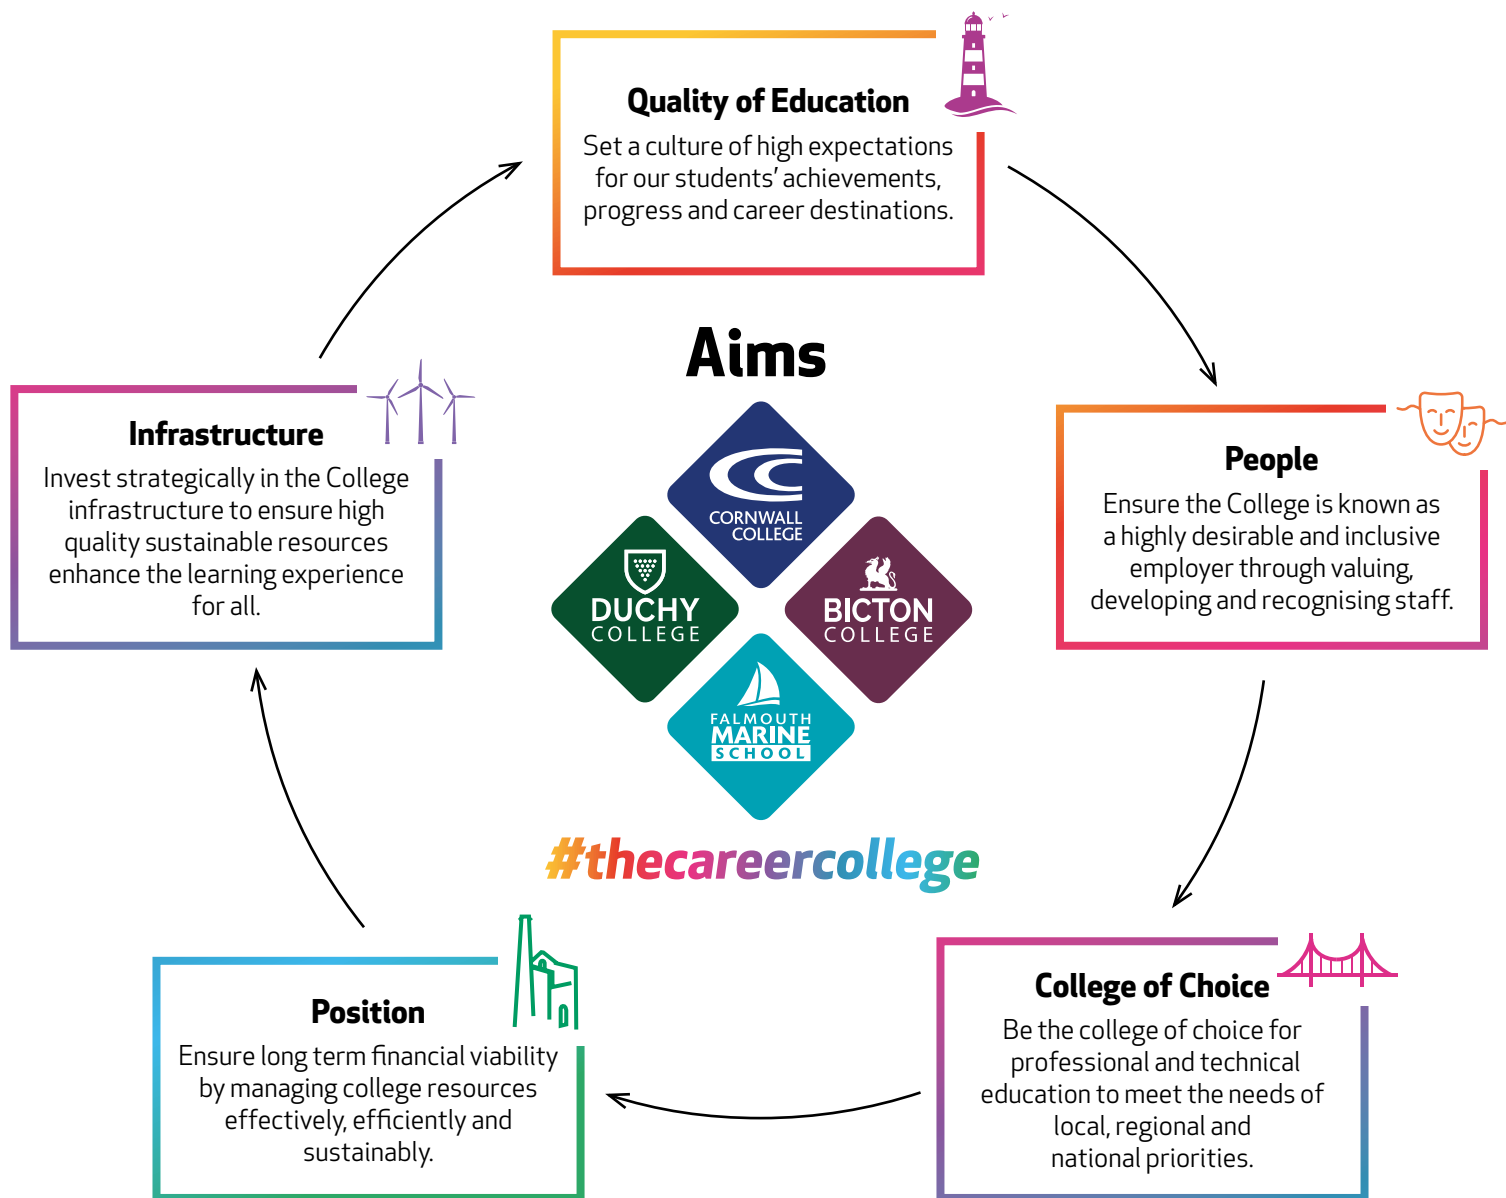 Quality of Education
Set a culture of high expectations
for our students’ achievements,
progress and career destinations.
Aims
Infrastructure
Invest strategically in the College
infrastructure to ensure high
quality sustainable resources
enhance the learning experience
for all.
People
Ensure the College is known as
a highly desirable and inclusive
employer through valuing,
developing and recognising staff.
CORNWALL
COLLEGE
DUCHY
COLLEGE
BICTON
COLLEGE
FALMOUTH
MARINE
SCHOOL
#thecareercollege
Position
Ensure long term financial viability
by managing college resources
effectively, efficiently and
sustainably.
College of Choice
Be the college of choice for
professional and technical
education to meet the needs of
local, regional and
national priorities.